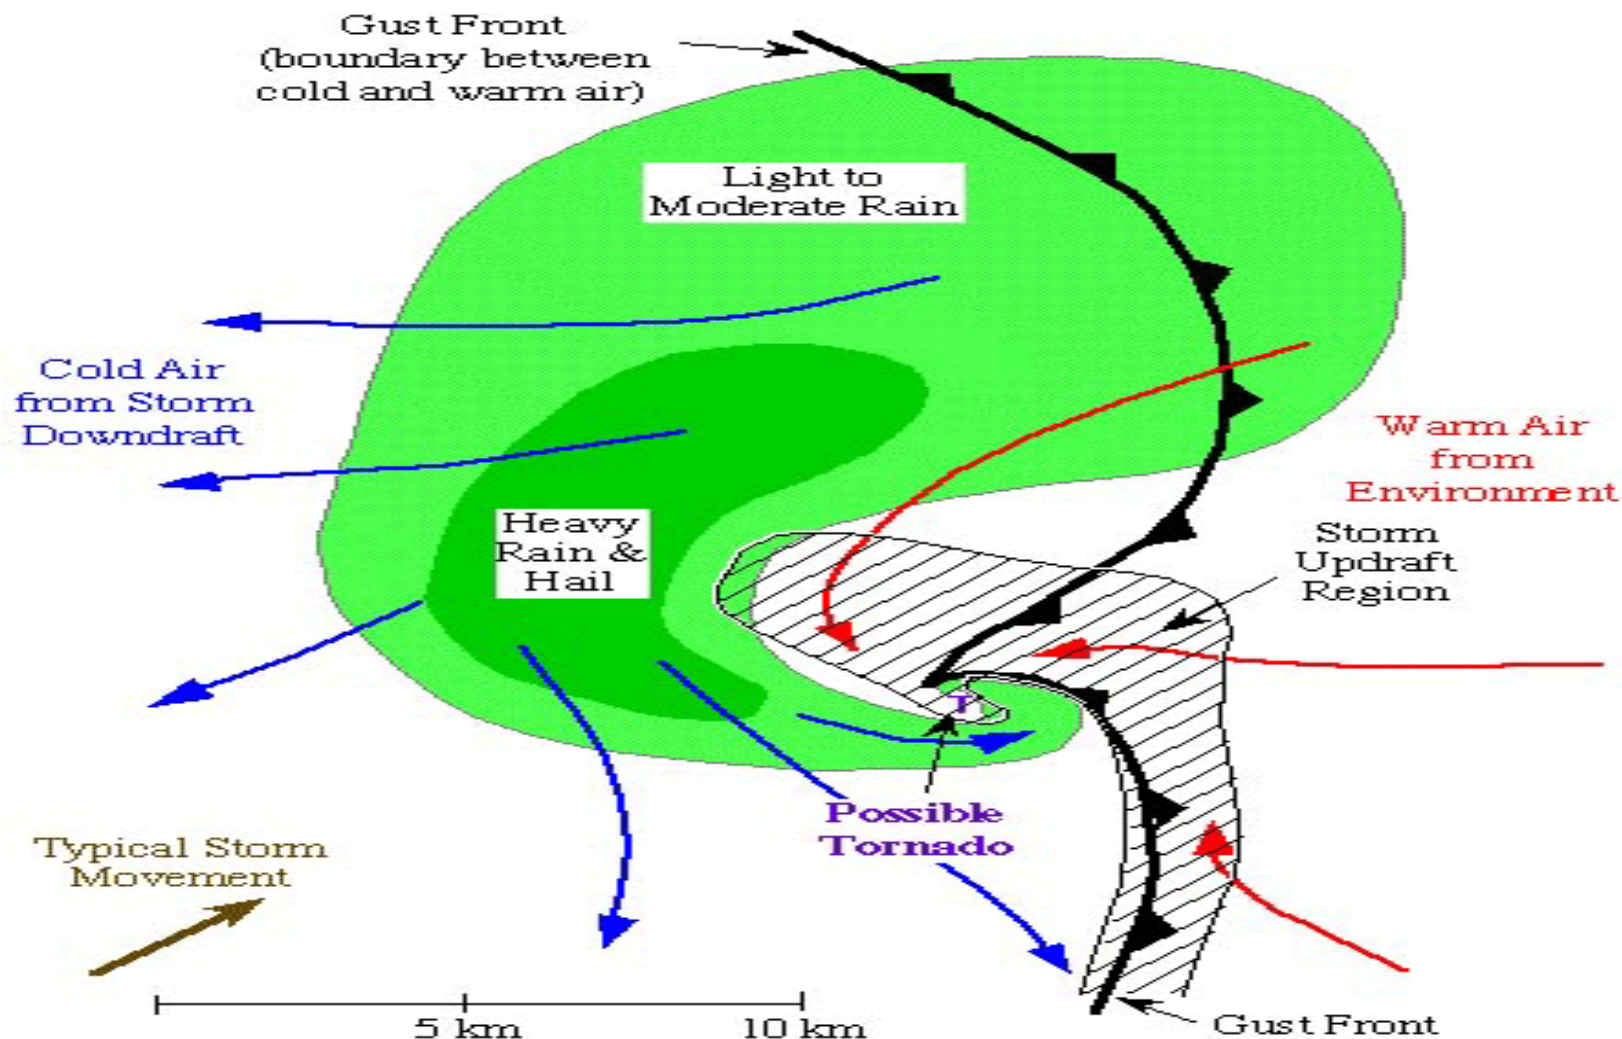 Gust Front
(boundary between
cold and warm air)
Light to
Moderate Rain
Cold Air
from Storm
Downdraft
Warm Air
from
Environment
Heavy
Rain &
Hail
Storm
Updraft
Region
T
Possible
Tornado
Typical Storm
Movement
5 km
10 km
Gust Front